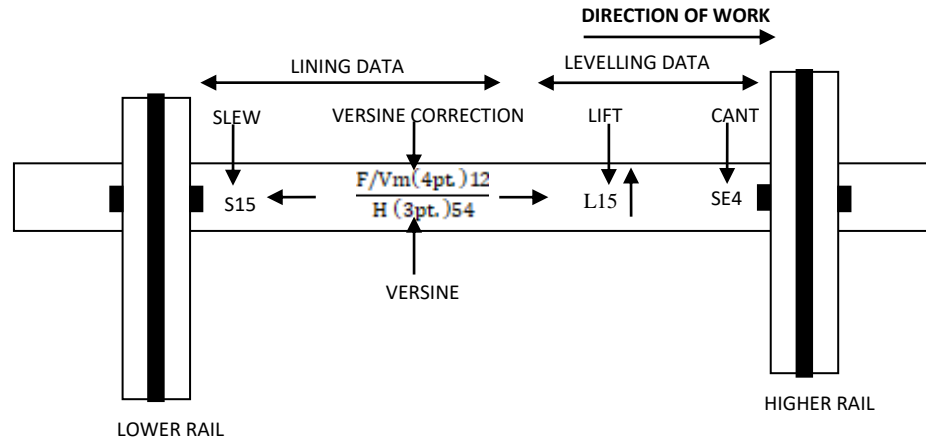 DIRECTION OF WORK
LINING DATA
LEVELLING DATA
SLEW
VERSINE CORRECTION
LIFT
CANT
S15
F/Vm(4pt.)12
H (3pt.)54
L15
SE4
VERSINE
HIGHER RAIL
LOWER RAIL